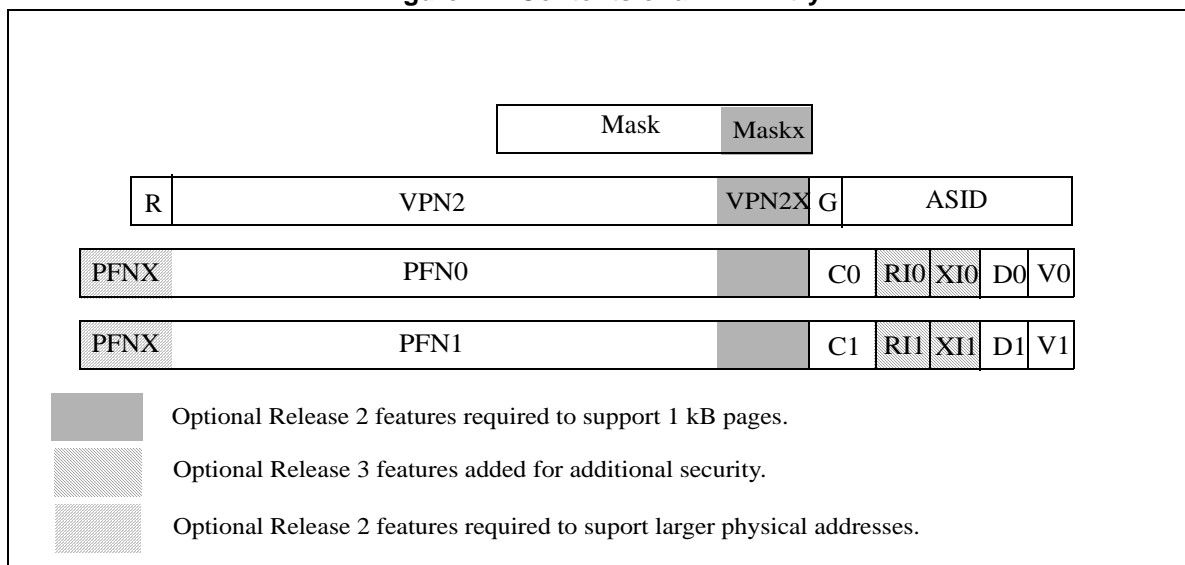 Mask Maskx
R VPN2 VPN2X G ASID
PFNX PFN0 C0 RI0 XI0 D0 V0
PFNX PFN1 C1 RI1 XI1 D1 V1
Optional Release 2 features required to support 1 kB pages.
Optional Release 3 features added for additional security.
Optional Release 2 features required to suport larger physical addresses.